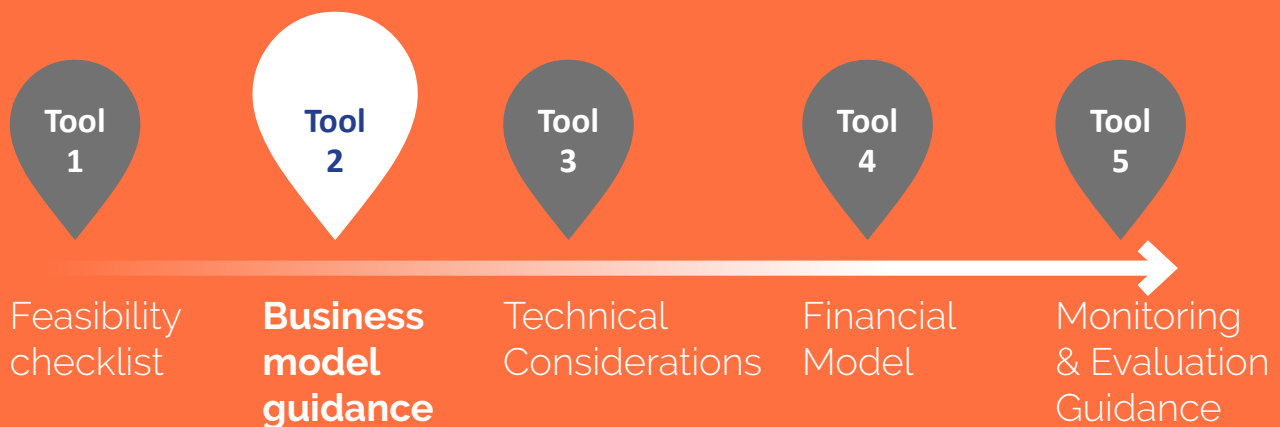 Tool
1
Tool
2
Tool
3
Tool
4
Tool
5
Feasibility
checklist
Business
model
guidance
Technical
Considerations
Financial
Model
Monitoring
& Evaluation
Guidance